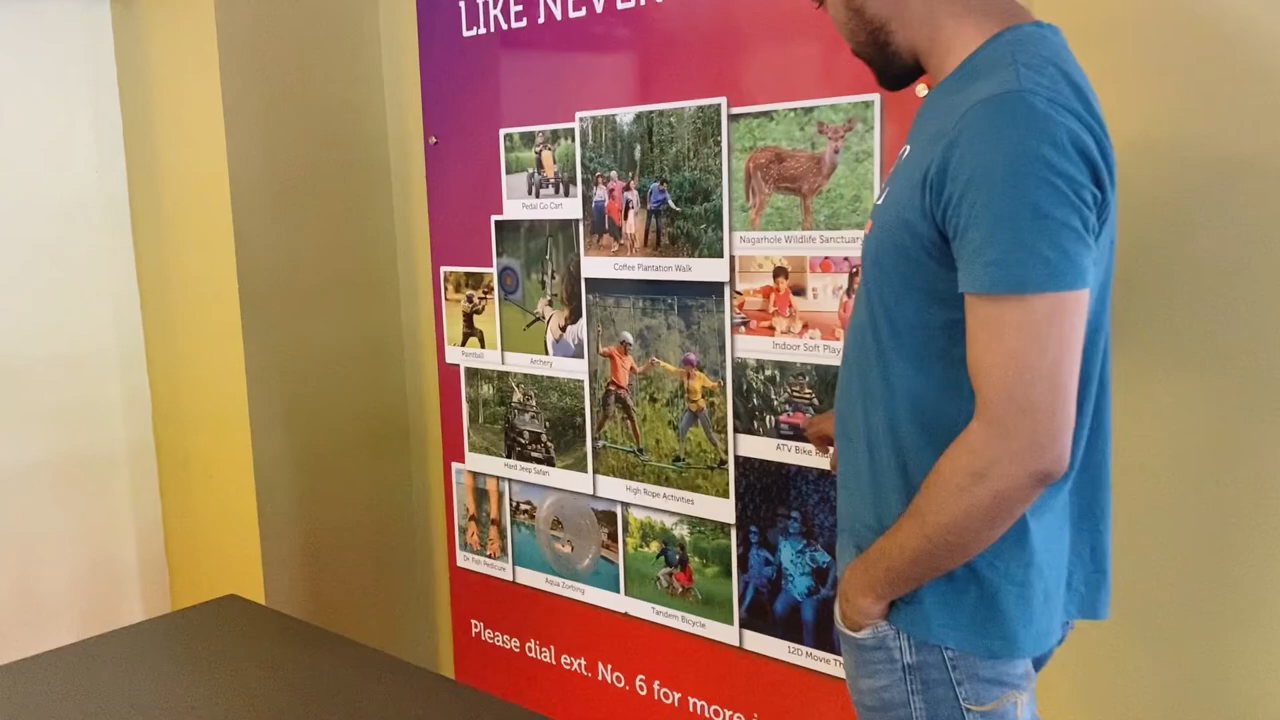 LIKE NEVER
Pedal Go Cart
Coffee Plantation Walk
Nagarhole Wildlife Sanctuary
Paintball
Archery
Indoor Soft Play
Hard Jeep Safari
High Rope Activities
ATV Bike
Dr. Fish Pedicure
Aqua Zorbing
Tandem Bicycle
12D Movie
Please dial ext. No. 6 for more